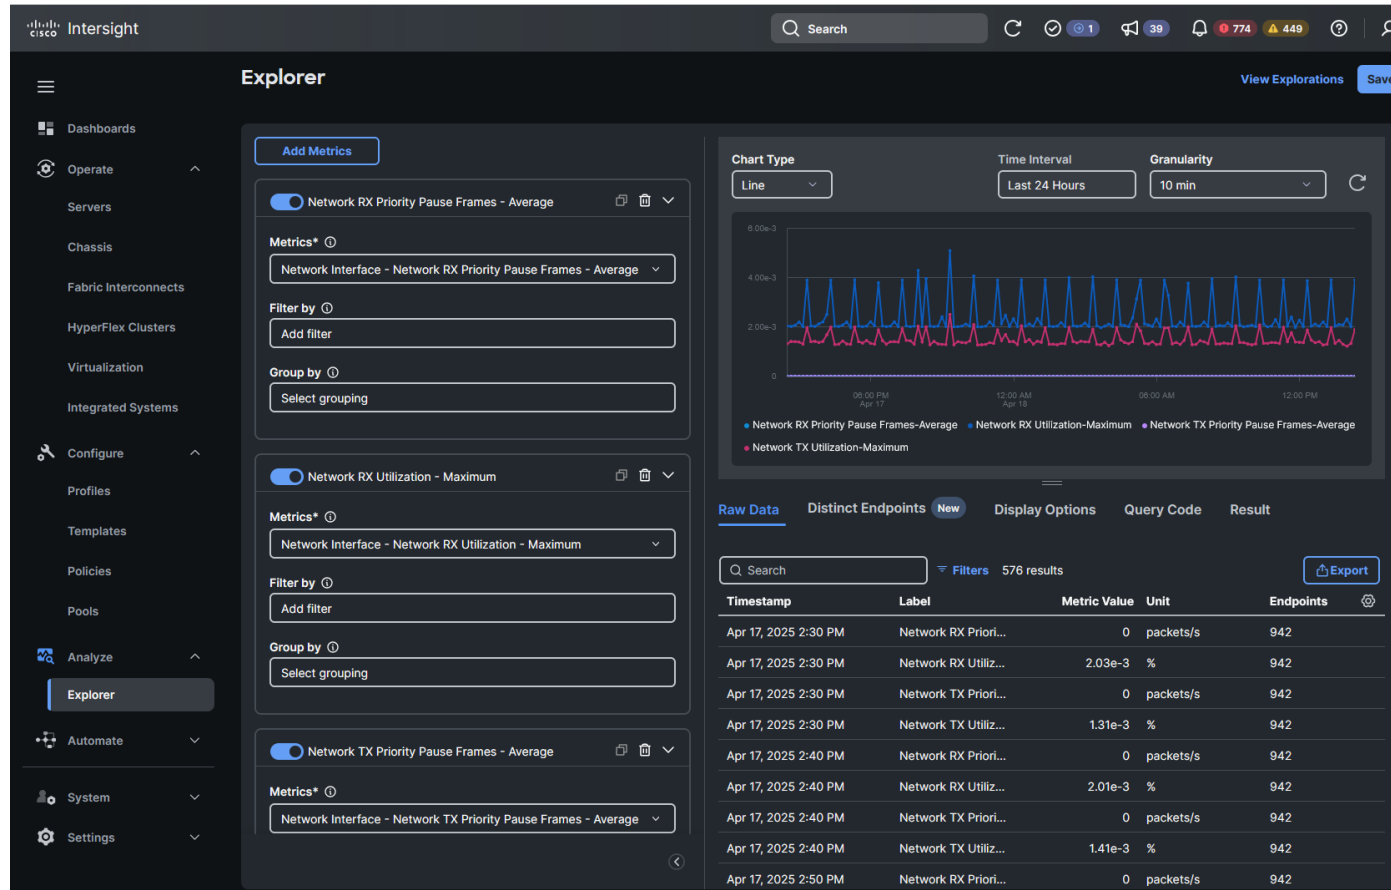 cisco Intersight
Search
1
39
774
449
Explorer
View Explorations
Save
Dashboards
Operate
Servers
Chassis
Fabric Interconnects
HyperFlex Clusters
Virtualization
Integrated Systems
Configure
Profiles
Templates
Policies
Pools
Analyze
Explorer
Automate
System
Settings
Add Metrics
Network RX Priority Pause Frames - Average
Metrics*
Network Interface - Network RX Priority Pause Frames - Average
Filter by
Add filter
Group by
Select grouping
Network RX Utilization - Maximum
Metrics*
Network Interface - Network RX Utilization - Maximum
Filter by
Add filter
Group by
Select grouping
Network TX Priority Pause Frames - Average
Metrics*
Network Interface - Network TX Priority Pause Frames - Average
Chart Type
Line
Time Interval
Last 24 Hours
Granularity
10 min
6.00e-3
4.00e-3
2.00e-3
0
06:00 PM
Apr 17
12:00 AM
Apr 18
06:00 AM
12:00 PM
Network RX Priority Pause Frames-Average
Network RX Utilization-Maximum
Network TX Priority Pause Frames-Average
Network TX Utilization-Maximum
Raw Data
Distinct Endpoints New
Display Options
Query Code
Result
Search
Filters
576 results
Export
Timestamp Label Metric Value Unit Endpoints
Apr 17, 2025 2:30 PM Network RX Priori... 0 packets/s 942
Apr 17, 2025 2:30 PM Network RX Utiliz... 2.03e-3 % 942
Apr 17, 2025 2:30 PM Network TX Priori... 0 packets/s 942
Apr 17, 2025 2:30 PM Network TX Utiliz... 1.31e-3 % 942
Apr 17, 2025 2:40 PM Network RX Priori... 0 packets/s 942
Apr 17, 2025 2:40 PM Network RX Utiliz... 2.01e-3 % 942
Apr 17, 2025 2:40 PM Network TX Priori... 0 packets/s 942
Apr 17, 2025 2:40 PM Network TX Utiliz... 1.41e-3 % 942
Apr 17, 2025 2:50 PM Network RX Priori... 0 packets/s 942